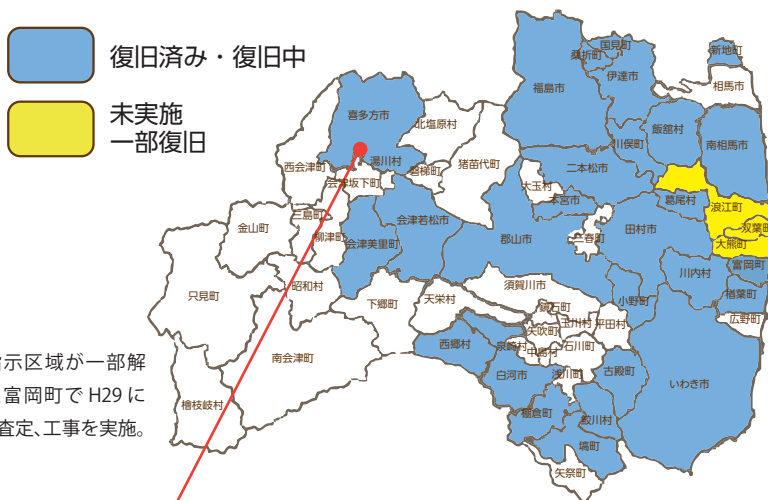 復旧済み・復旧中
未実施
一部復旧
国見町
桑折町
新地町
伊達市
相馬市
福島市
喜多方市
北塩原村
飯舘村
川俣町
南相馬市
湯川村
西会津町
磐梯町
猪苗代町
二本松市
会津坂下町
大玉村
本宮市
葛尾村
浪江町
三島町
会津若松市
金山町
柳津町
会津美里町
郡山市
三春町
田村市
双葉町
大熊町
富岡町
川内村
昭和村
須賀川市
只見町
下郷町
天栄村
小野町
楢葉町
鏡石町
玉川村
平田村
広野町
矢吹町
西郷村
泉崎村
中島村
石川町
南会津町
浅川町
古殿町
白河市
いわき市
檜枝岐村
棚倉町
鮫川村
塙町
矢祭町
示区域が一部解
富岡町でH29に
査定、工事を実施。